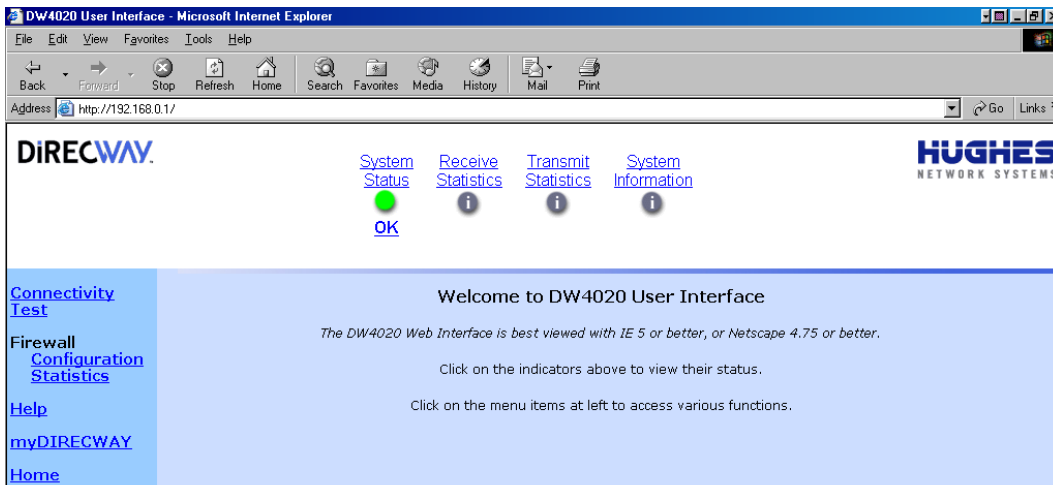 DW4020 User Interface - Microsoft Internet Explorer
File Edit View Favorites Tools Help
Back Forward Stop Refresh Home Search Favorites Media History Mail Print
Address http://192.168.0.1/ Go Links
DIRECWAY.
System Status
Receive Statistics
Transmit Statistics
System Information
OK
HUGHES
NETWORK SYSTEMS
Connectivity
Test
Firewall
Configuration
Statistics
Help
myDIRECWAY
Home
Welcome to DW4020 User Interface
The DW4020 Web Interface is best viewed with IE 5 or better, or Netscape 4.75 or better.
Click on the indicators above to view their status.
Click on the menu items at left to access various functions.